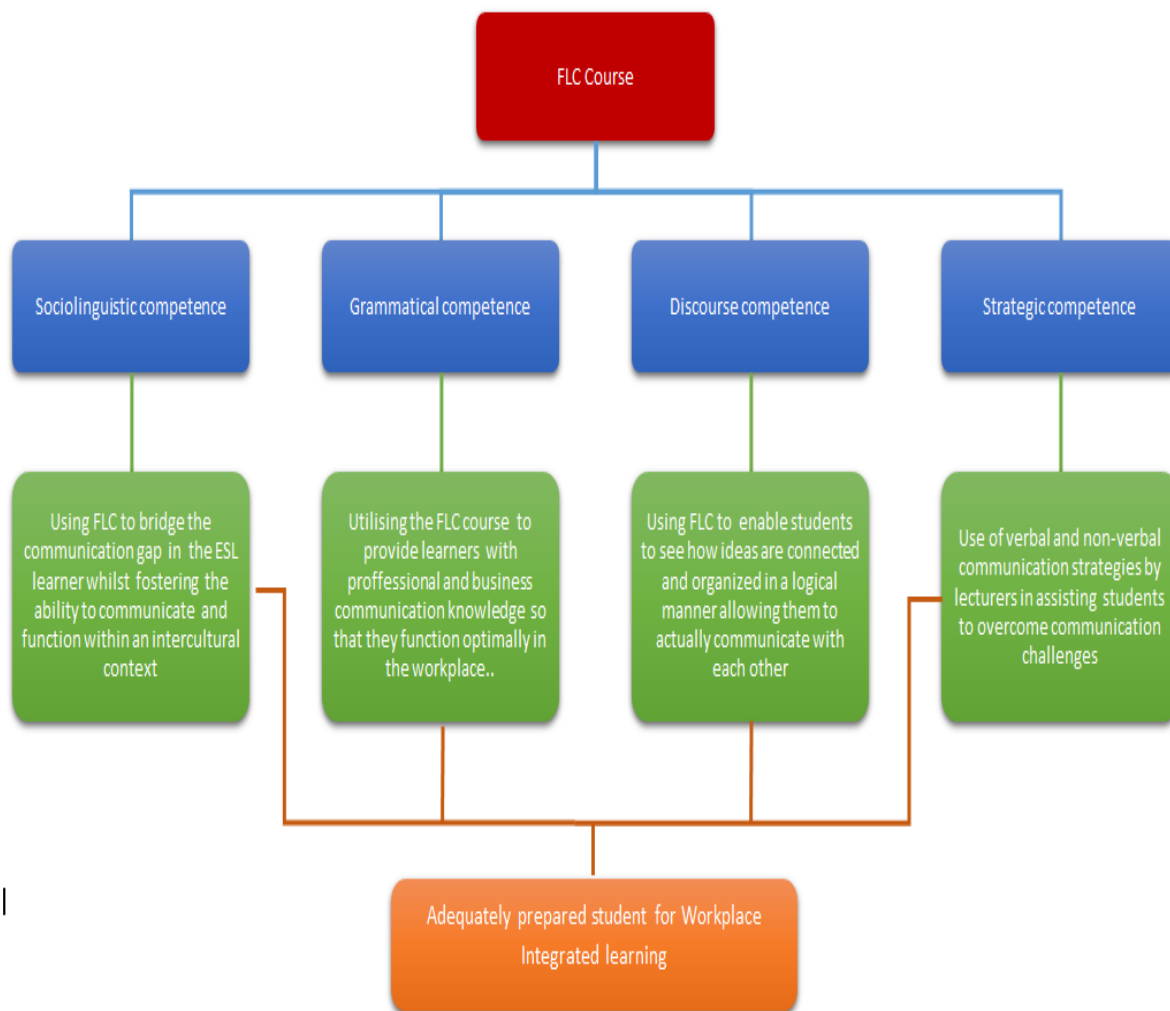 FLC Course
Sociolinguistic competence
Grammatical competence
Discourse competence
Strategic competence
Using FLC to bridge the
communication gap in the ESL
learner whilst fostering the
ability to communicate and
function within an intercultural
context
Utilising the FLC course to
provide learners with
proffessional and business
communication knowledge so
that they function optimally in
the workplace..
Using FLC to enable students
to see how ideas are connected
and organized in a logical
manner allowing them to
actually communicate with
each other
Use of verbal and non-verbal
communication strategies by
lecturers in assisting students
to overcome communication
challenges
Adequately prepared student for Workplace
Integrated learning